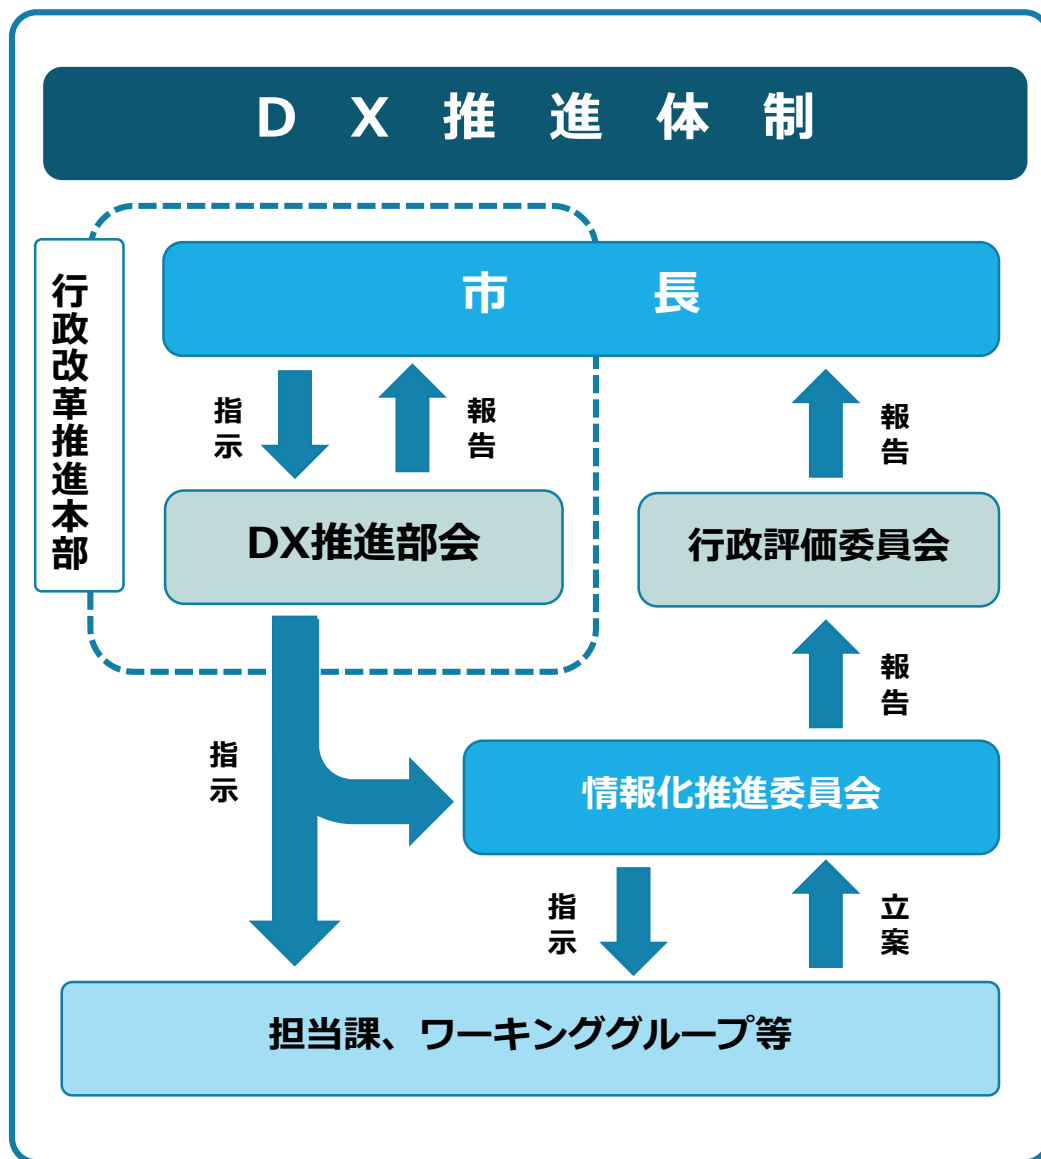 DX推進体制
行政改革推進本部
市長
指示
報告
報告
DX推進部会
行政評価委員会
報告
指示
情報化推進委員会
指示
立案
担当課、ワーキンググループ等